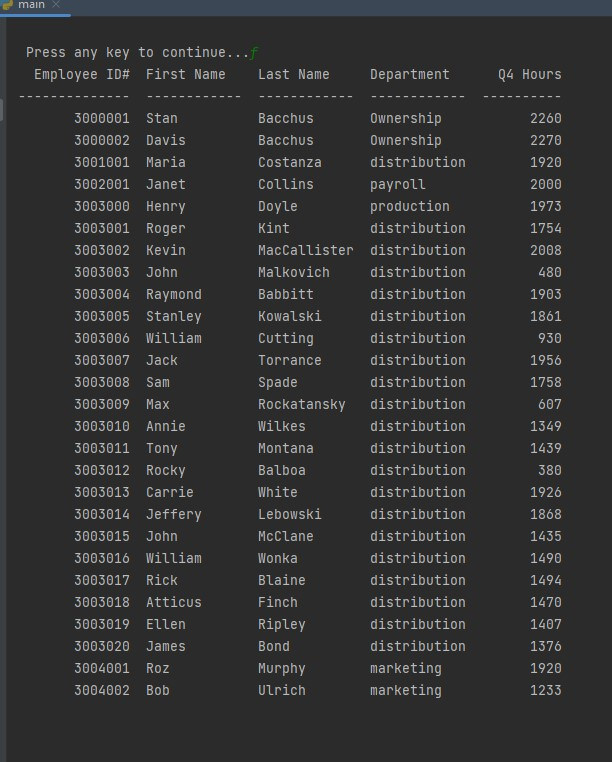 main
Press any key to continue...f
Employee ID#  First Name    Last Name     Department      Q4 Hours
--------------  ------------  ------------  ------------  ----------
3000001  Stan          Bacchus       Ownership           2260
3000002  Davis         Bacchus       Ownership           2270
3001001  Maria         Costanza      distribution        1920
3002001  Janet         Collins       payroll             2000
3003000  Henry         Doyle         production          1973
3003001  Roger         Kint          distribution        1754
3003002  Kevin         MacCallister  distribution        2008
3003003  John          Malkovich     distribution         480
3003004  Raymond       Babbitt       distribution        1903
3003005  Stanley       Kowalski      distribution        1861
3003006  William       Cutting       distribution         930
3003007  Jack          Torrance      distribution        1956
3003008  Sam           Spade         distribution        1758
3003009  Max           Rockatansky   distribution         607
3003010  Annie         Wilkes        distribution        1349
3003011  Tony          Montana       distribution        1439
3003012  Rocky         Balboa        distribution         380
3003013  Carrie        White         distribution        1926
3003014  Jeffery       Lebowski      distribution        1868
3003015  John          McClane       distribution        1435
3003016  William       Wonka         distribution        1490
3003017  Rick          Blaine        distribution        1494
3003018  Atticus       Finch         distribution        1470
3003019  Ellen         Ripley        distribution        1407
3003020  James         Bond          distribution        1376
3004001  Roz           Murphy        marketing           1920
3004002  Bob           Ulrich        marketing           1233